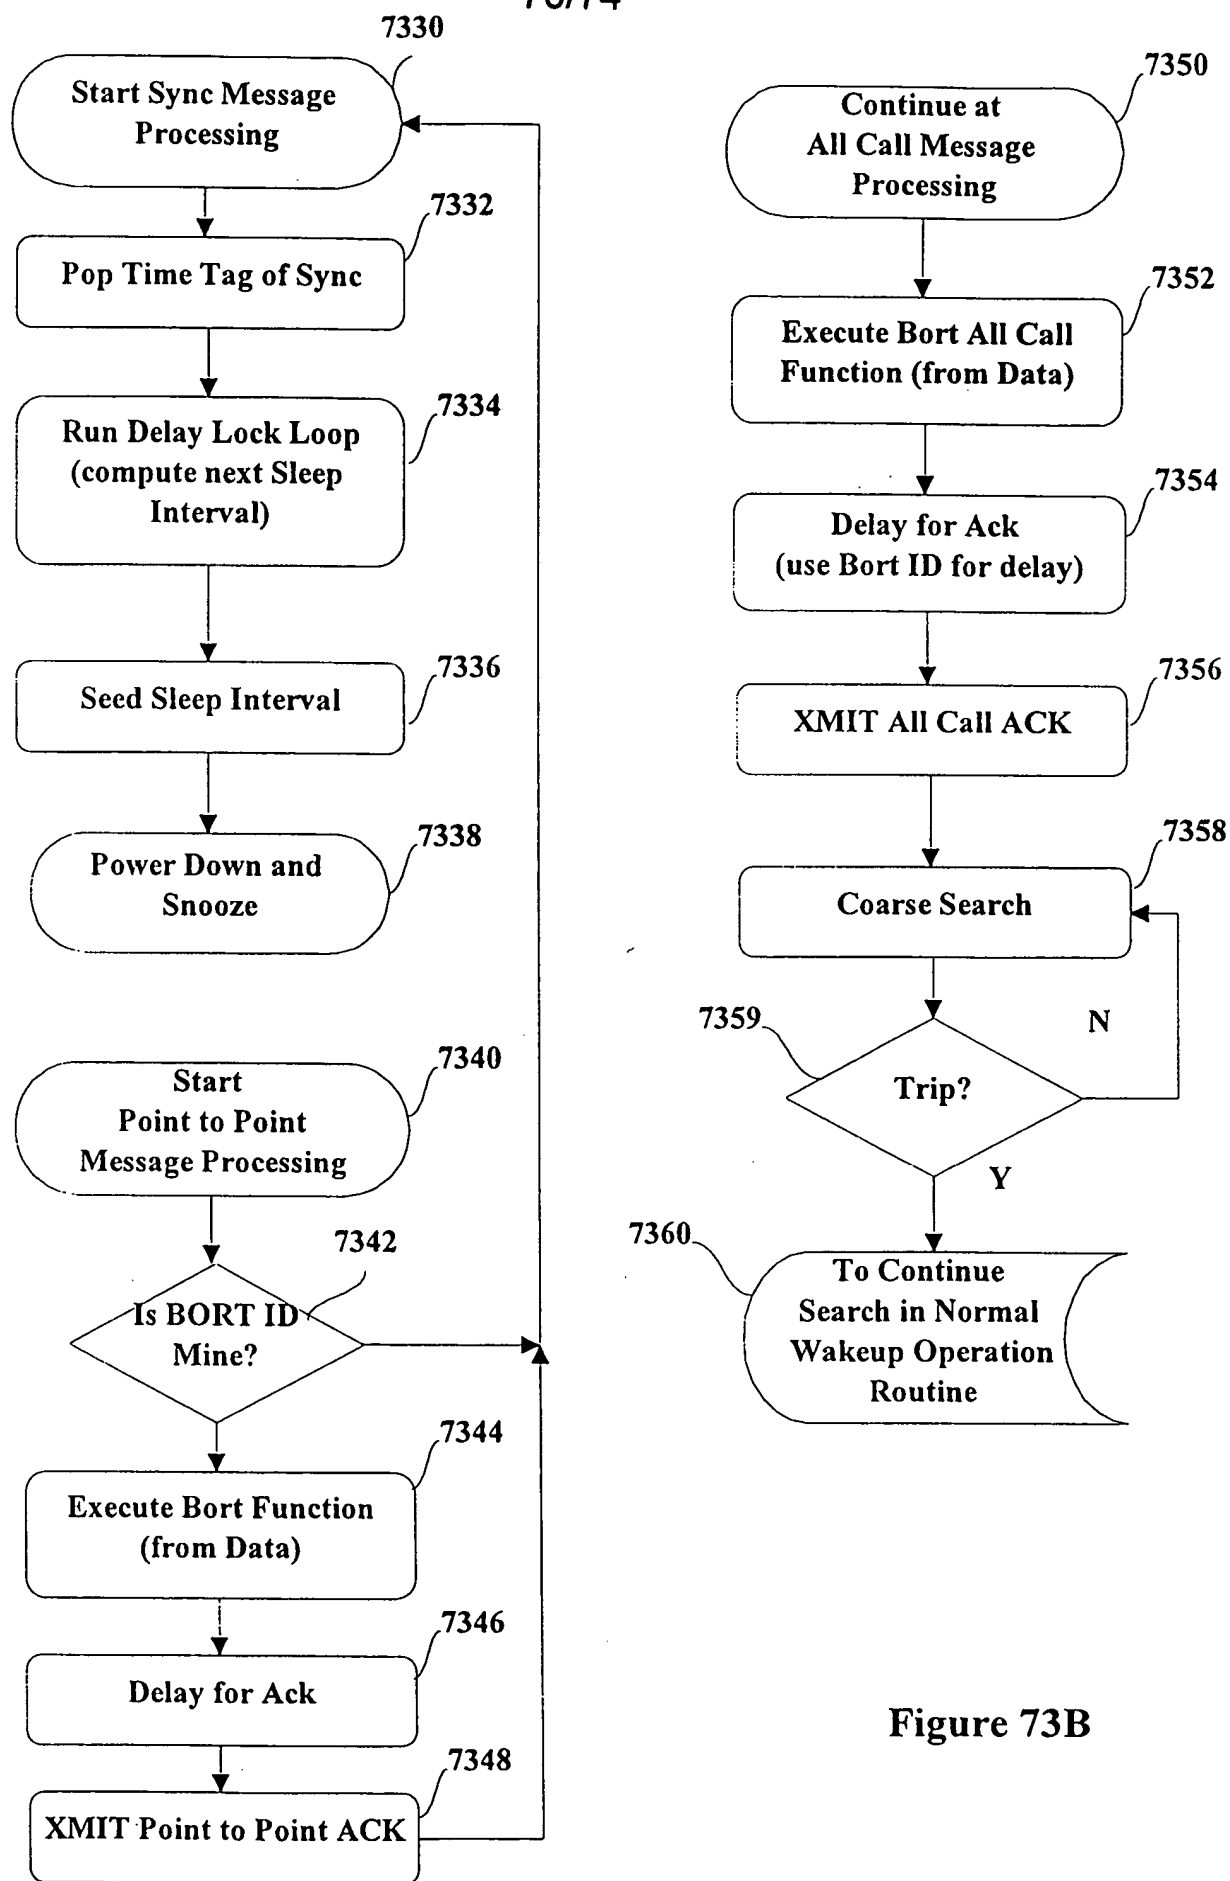 7330
Start Sync Message
Processing
7332
Pop Time Tag of Sync
7334
Run Delay Lock Loop
(compute next Sleep
Interval)
7336
Seed Sleep Interval
7338
Power Down and
Snooze
7340
Start
Point to Point
Message Processing
7342
Is BORT ID
Mine?
7344
Execute Bort Function
(from Data)
7346
Delay for Ack
7348
XMIT Point to Point ACK
7350
Continue at
All Call Message
Processing
7352
Execute Bort All Call
Function (from Data)
7354
Delay for Ack
(use Bort ID for delay)
7356
XMIT All Call ACK
7358
Coarse Search
7359
N
Trip?
Y
7360
To Continue
Search in Normal
Wakeup Operation
Routine
Figure 73B